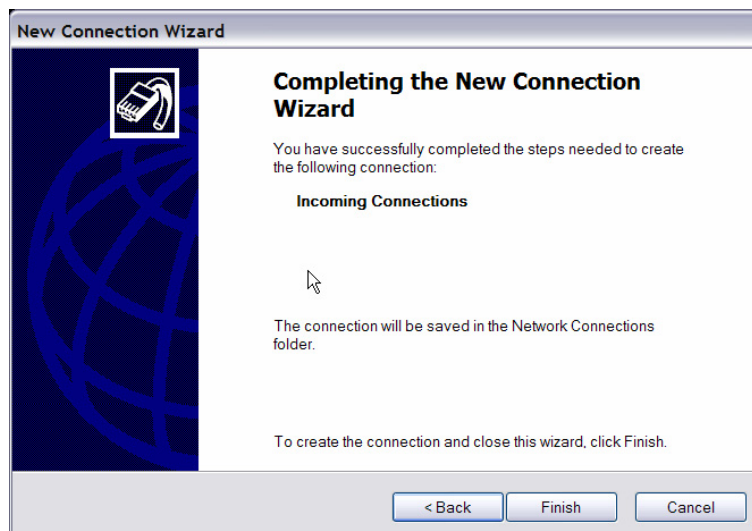 New Connection Wizard
Completing the New Connection
Wizard
You have successfully completed the steps needed to create
the following connection:
Incoming Connections
The connection will be saved in the Network Connections
folder.
To create the connection and close this wizard, click Finish.
< Back
Finish
Cancel